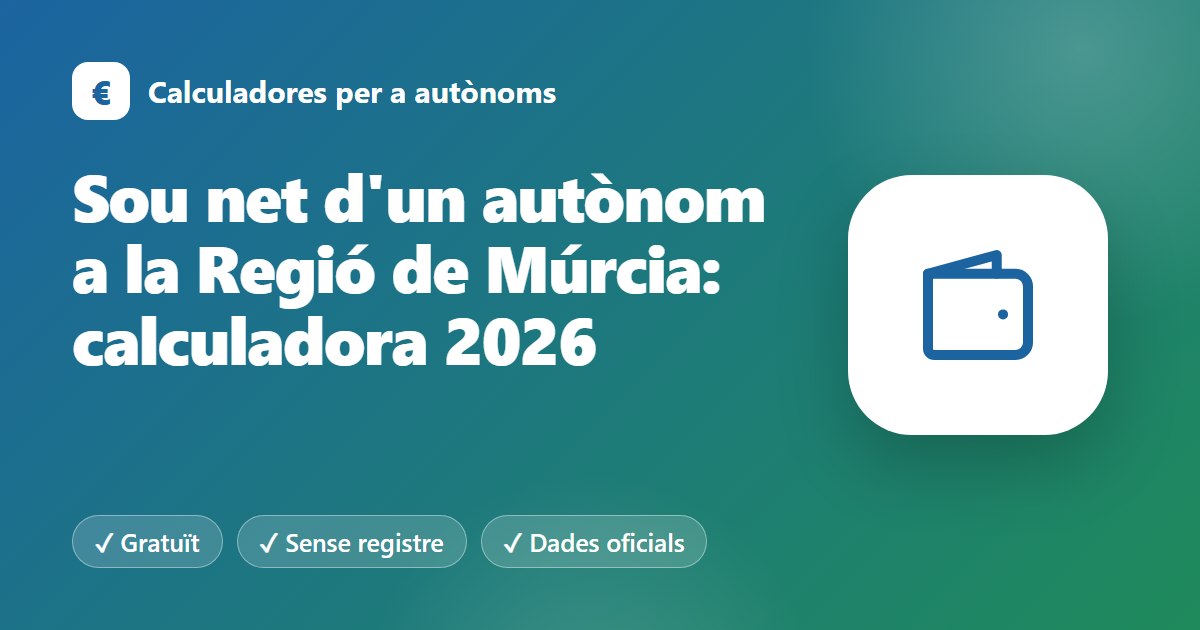 € Calculadores per a autònoms
Sou net d'un autònom
a la Regió de Múrcia:
calculadora 2026
✓ Gratuït ✓ Sense registre ✓ Dades oficials